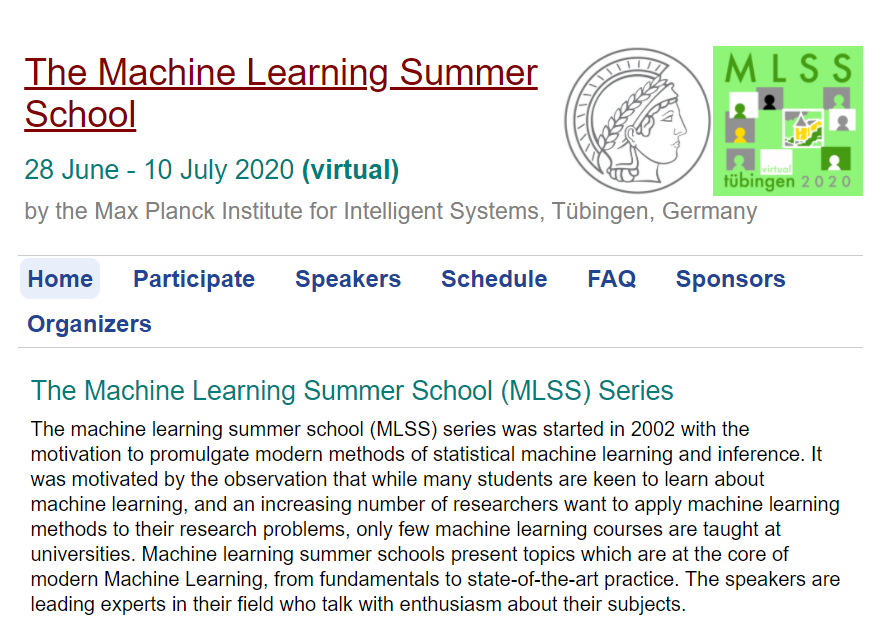 The Machine Learning Summer
School
28 June - 10 July 2020 (virtual)
by the Max Planck Institute for Intelligent Systems, Tübingen, Germany
MLSS
virtual
tübingen 2020
Home Participate Speakers Schedule FAQ Sponsors
Organizers
The Machine Learning Summer School (MLSS) Series
The machine learning summer school (MLSS) series was started in 2002 with the
motivation to promulgate modern methods of statistical machine learning and inference. It
was motivated by the observation that while many students are keen to learn about
machine learning, and an increasing number of researchers want to apply machine learning
methods to their research problems, only few machine learning courses are taught at
universities. Machine learning summer schools present topics which are at the core of
modern Machine Learning, from fundamentals to state-of-the-art practice. The speakers are
leading experts in their field who talk with enthusiasm about their subjects.